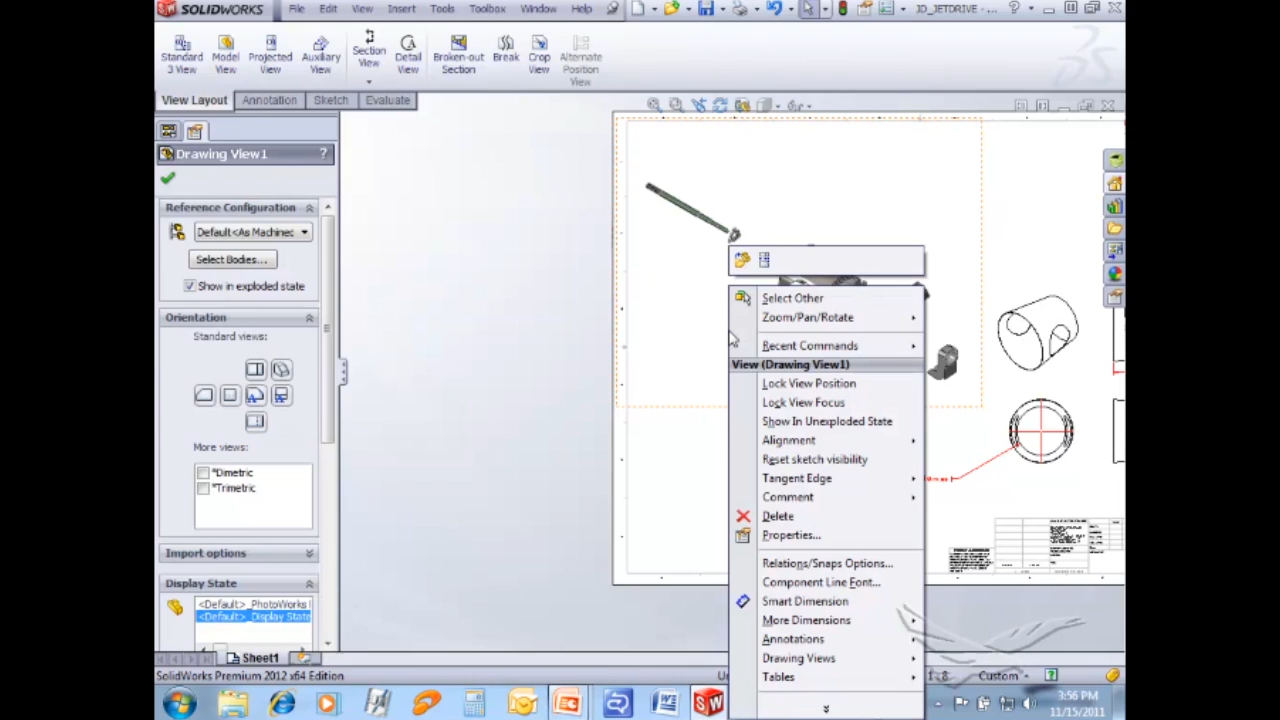 SOLIDWORKS File Edit View Insert Tools Toolbox Window Help JD_JETDRIVE - ...
Standard 3 View
Model View
Projected View
Auxiliary View
Section View
Detail View
Broken-out Section
Break
Crop View
Alternate Position View
View Layout Annotation Sketch Evaluate
Drawing View1 ?
Reference Configuration
Default<As Machined
Select Bodies...
Show in exploded state
Orientation
Standard views:
More views:
*Dimetric
*Trimetric
Import options
Display State
<Default>_PhotoWorks
<Default>_Display State
Select Other
Zoom/Pan/Rotate
Recent Commands
View (Drawing View1)
Lock View Position
Lock View Focus
Show In Unexploded State
Alignment
Reset sketch visibility
Tangent Edge
Comment
Delete
Properties...
Relations/Snaps Options...
Component Line Font...
Smart Dimension
More Dimensions
Annotations
Drawing Views
Tables
Sheet1
SolidWorks Premium 2012 x64 Edition
1:8 Custom
3:56 PM
11/15/2011